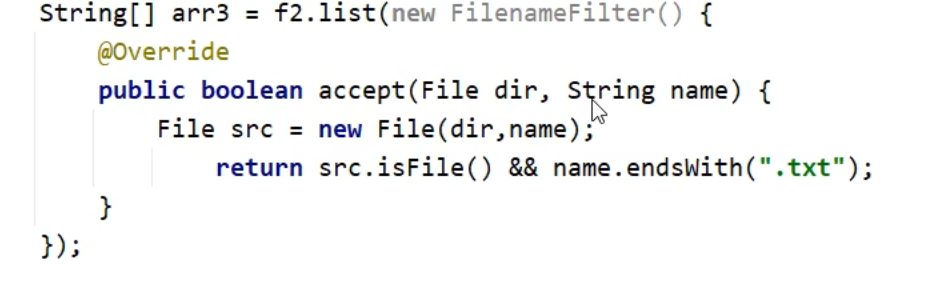 String[] arr3 = f2.list(new FilenameFilter() {
@Override
public boolean accept(File dir, String name) {
File src = new File(dir,name);
return src.isFile() && name.endsWith(".txt");
}
});